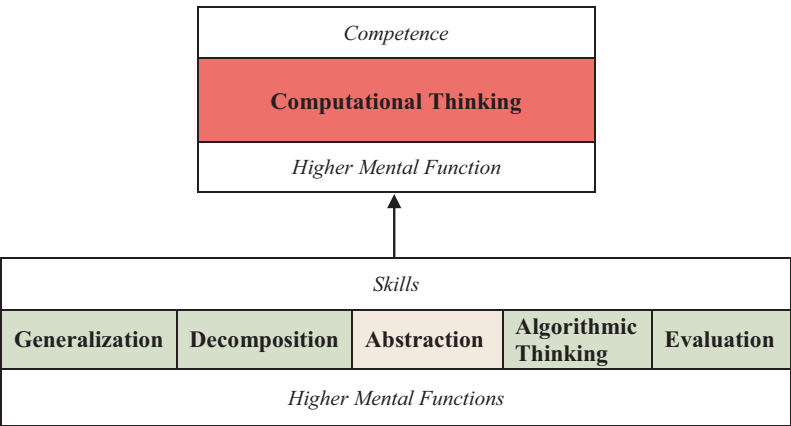 Competence
Computational Thinking
Higher Mental Function
Skills
Generalization
Decomposition
Abstraction
Algorithmic
Thinking
Evaluation
Higher Mental Functions